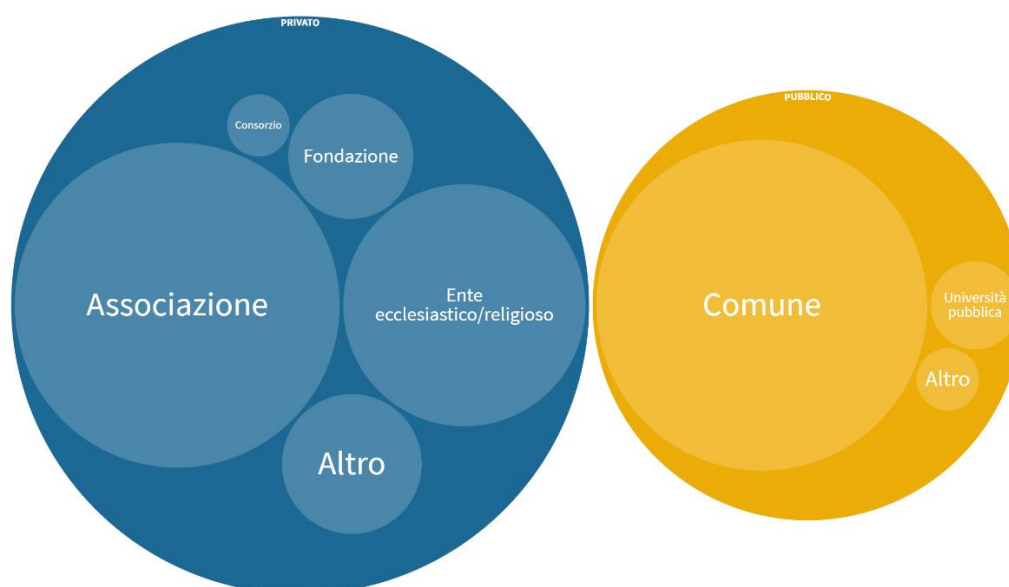 PRIVATO
Consorzio
Fondazione
Associazione
Ente
ecclesiastico/religioso
Altro
PUBBLICO
Comune
Università
pubblica
Altro